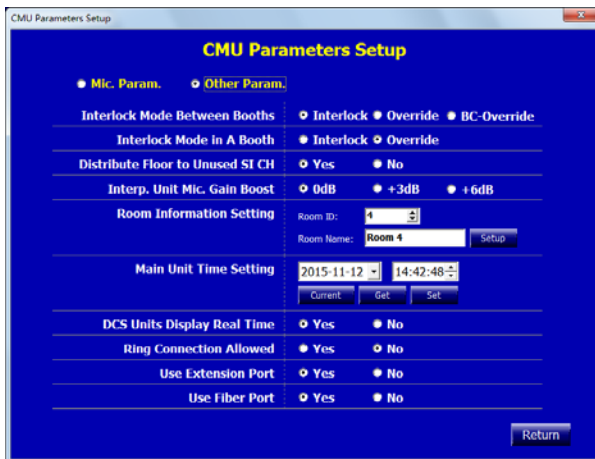 CMU Parameters Setup
CMU Parameters Setup
Mic. Param. Other Param.
Interlock Mode Between Booths Interlock Override BC-Override
Interlock Mode in A Booth Interlock Override
Distribute Floor to Unused SI CH Yes No
Interp. Unit Mic. Gain Boost 0dB +3dB +6dB
Room Information Setting Room ID: 4
Room Name: Room 4 Setup
Main Unit Time Setting 2015-11-12 14:42:48
Current Get Set
DCS Units Display Real Time Yes No
Ring Connection Allowed Yes No
Use Extension Port Yes No
Use Fiber Port Yes No
Return